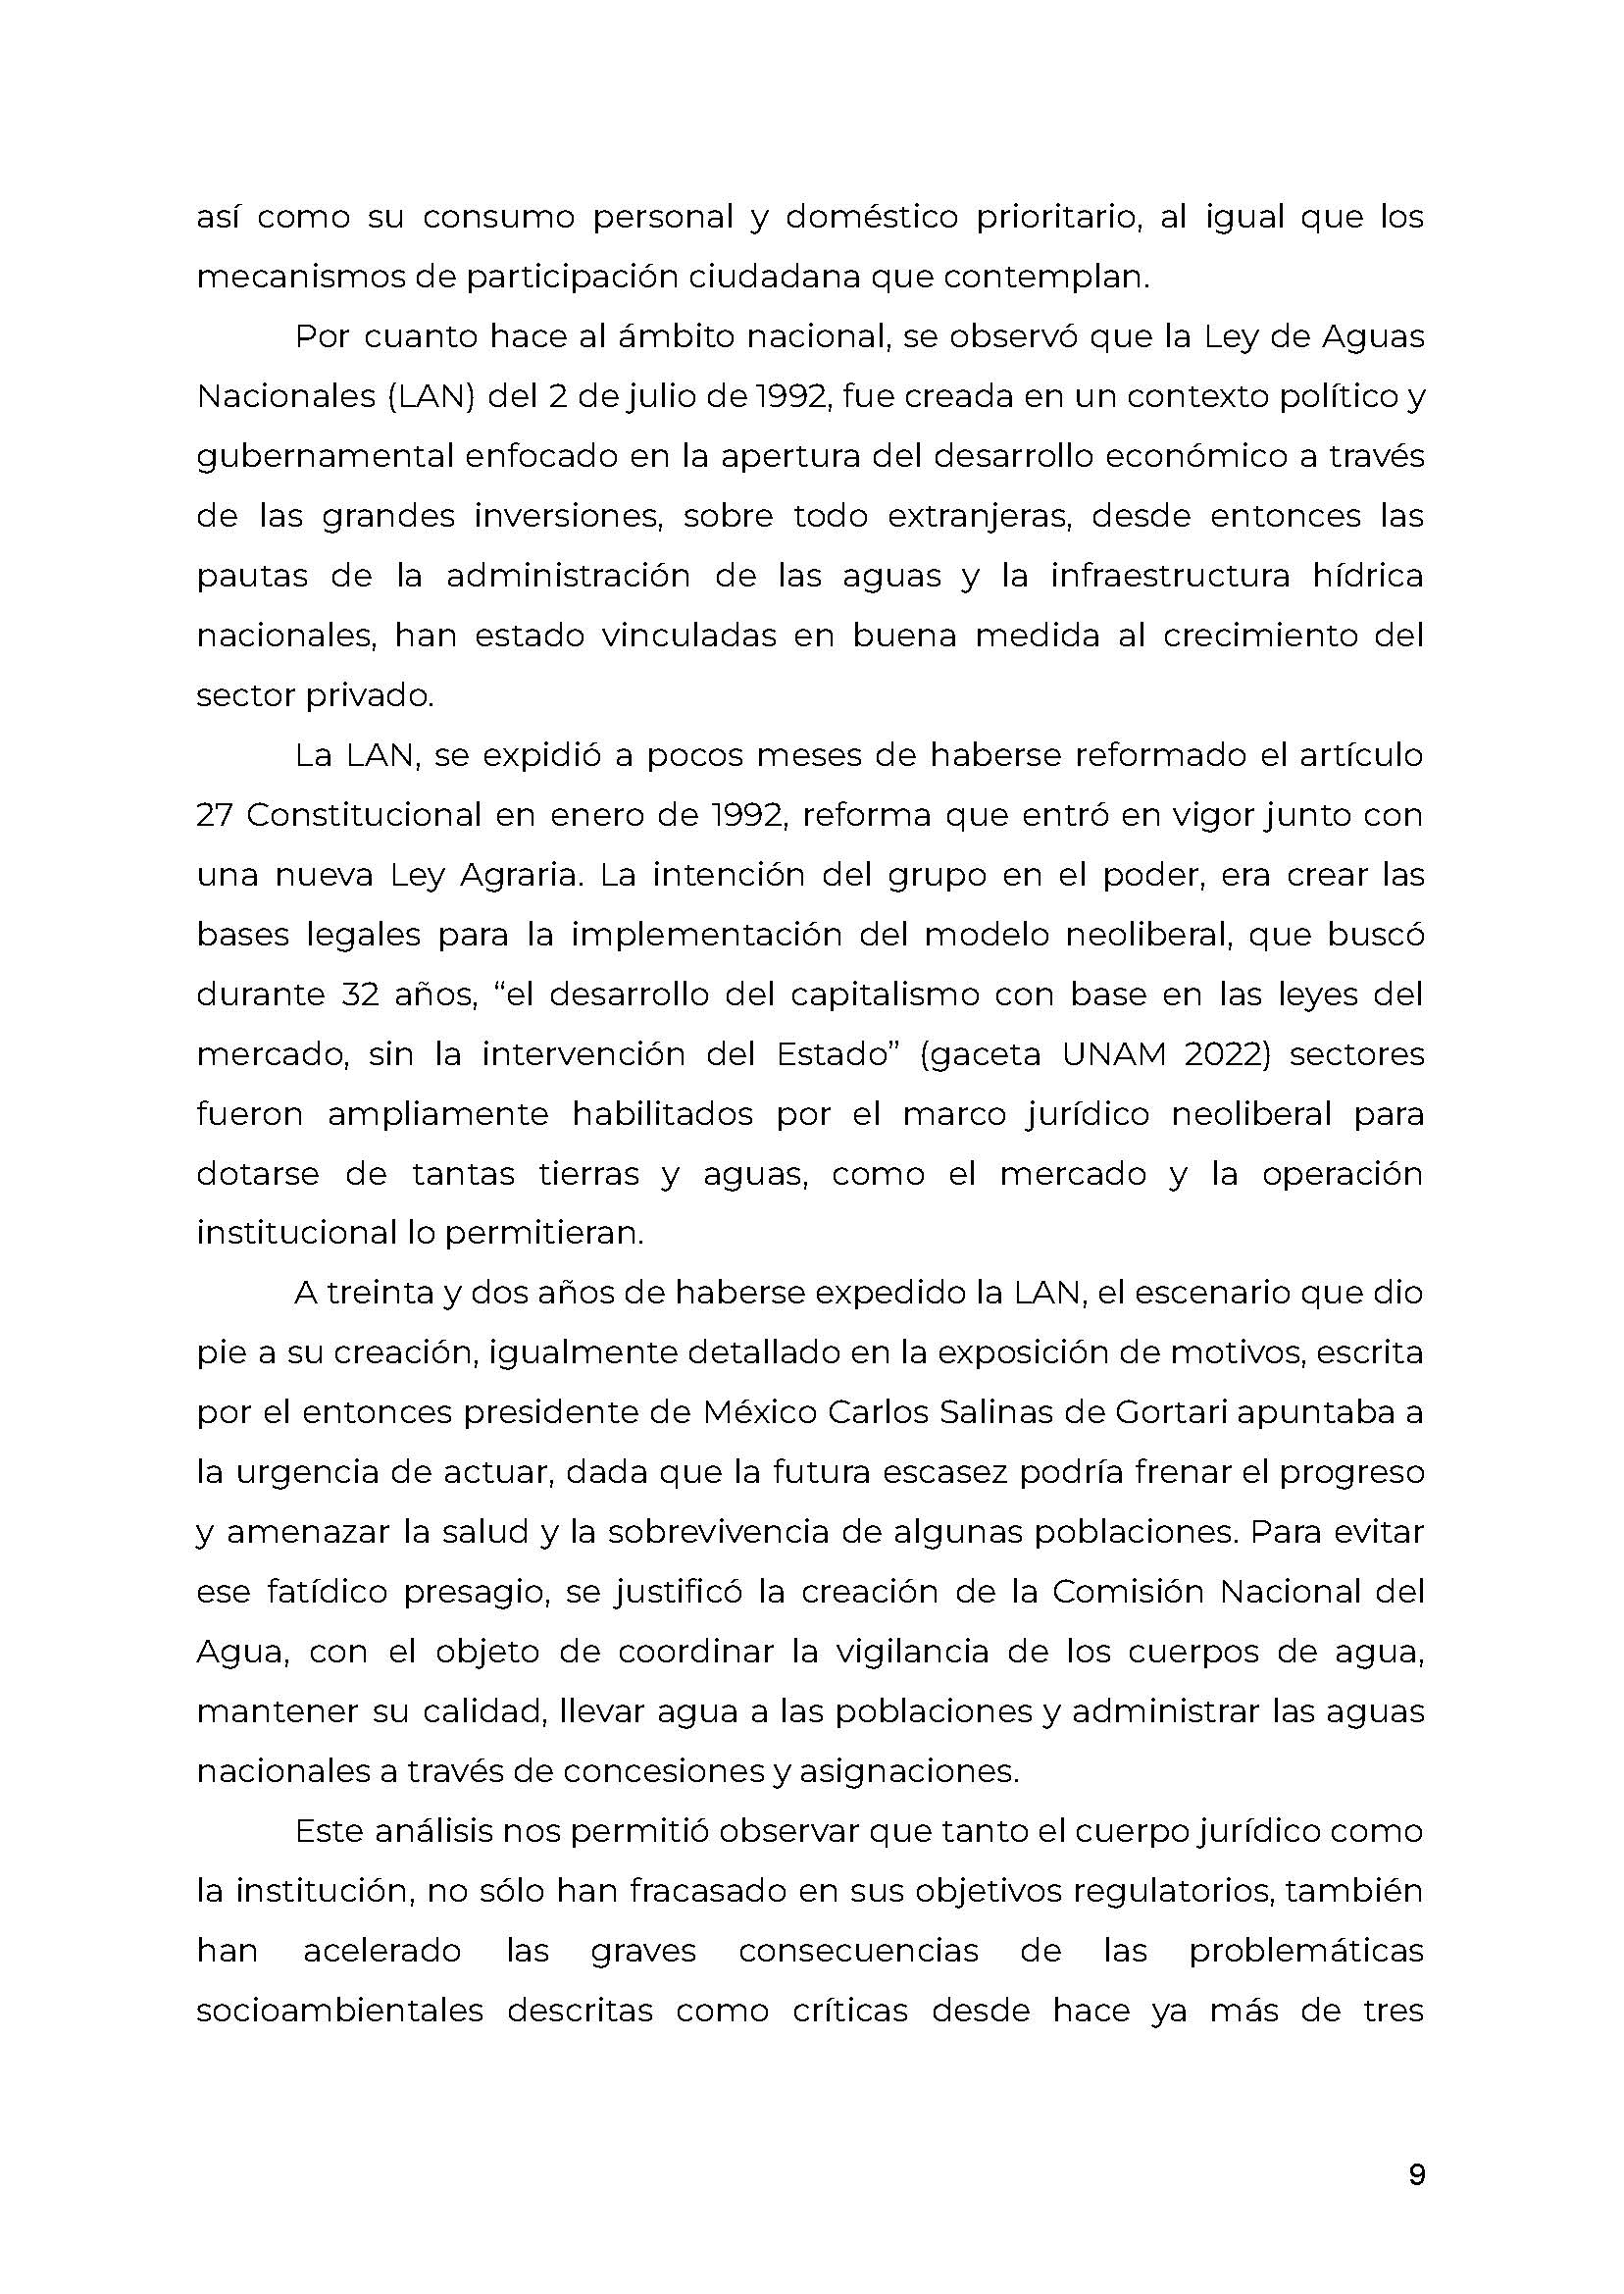 así como su consumo personal y doméstico prioritario, al igual que los
mecanismos de participación ciudadana que contemplan.
Por cuanto hace al ámbito nacional, se observó que la Ley de Aguas
Nacionales (LAN) del 2 de julio de 1992, fue creada en un contexto político y
gubernamental enfocado en la apertura del desarrollo económico a través
de las grandes inversiones, sobre todo extranjeras, desde entonces las
pautas de la administración de las aguas y la infraestructura hídrica
nacionales, han estado vinculadas en buena medida al crecimiento del
sector privado.
La LAN, se expidió a pocos meses de haberse reformado el artículo
27 Constitucional en enero de 1992, reforma que entró en vigor junto con
una nueva Ley Agraria. La intención del grupo en el poder, era crear las
bases legales para la implementación del modelo neoliberal, que buscó
durante 32 años, “el desarrollo del capitalismo con base en las leyes del
mercado, sin la intervención del Estado” (gaceta UNAM 2022) sectores
fueron ampliamente habilitados por el marco jurídico neoliberal para
dotarse de tantas tierras y aguas, como el mercado y la operación
institucional lo permitieran.
A treinta y dos años de haberse expedido la LAN, el escenario que dio
pie a su creación, igualmente detallado en la exposición de motivos, escrita
por el entonces presidente de México Carlos Salinas de Gortari apuntaba a
la urgencia de actuar, dada que la futura escasez podría frenar el progreso
y amenazar la salud y la sobrevivencia de algunas poblaciones. Para evitar
ese fatídico presagio, se justificó la creación de la Comisión Nacional del
Agua, con el objeto de coordinar la vigilancia de los cuerpos de agua,
mantener su calidad, llevar agua a las poblaciones y administrar las aguas
nacionales a través de concesiones y asignaciones.
Este análisis nos permitió observar que tanto el cuerpo jurídico como
la institución, no sólo han fracasado en sus objetivos regulatorios, también
han acelerado las graves consecuencias de las problemáticas
socioambientales descritas como críticas desde hace ya más de tres
9